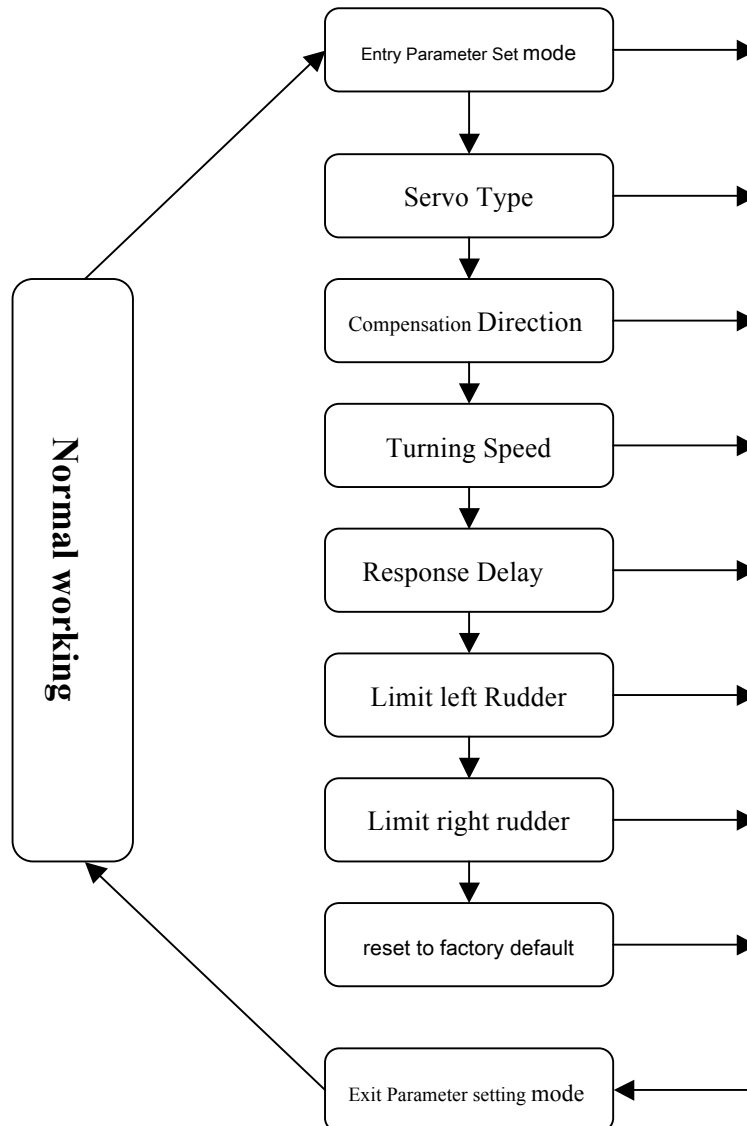 Entry Parameter Set mode
Servo Type
Compensation Direction
Turning Speed
Normal working
Response Delay
Limit left Rudder
Limit right rudder
reset to factory default
Exit Parameter setting mode